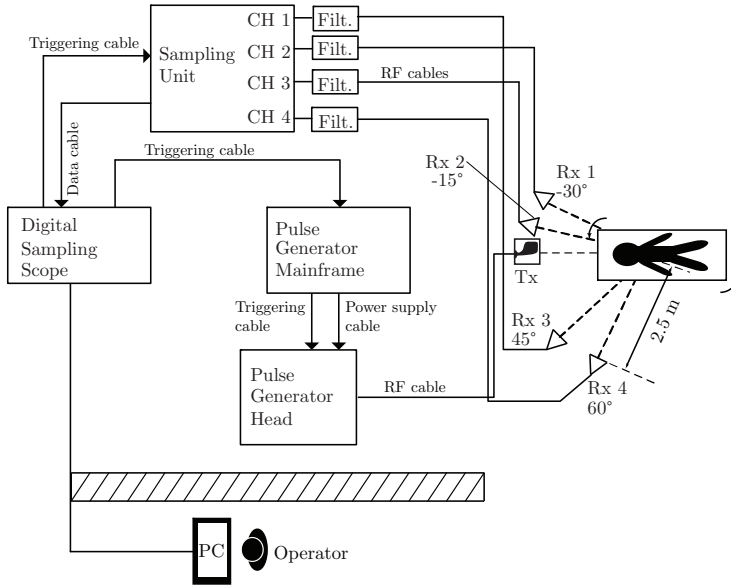 CH 1
Filt.
CH 2
Filt.
Triggering cable
Sampling
Unit
CH 3
Filt.
RF cables
CH 4
Filt.
Data cable
Triggering cable
Rx 2
-15°
Rx 1
-30°
Digital
Sampling
Scope
Pulse
Generator
Mainframe
Tx
Triggering
cable
Power supply
cable
Rx 3
45°
2.5 m
Pulse
Generator
Head
RF cable
Rx 4
60°
PC
Operator